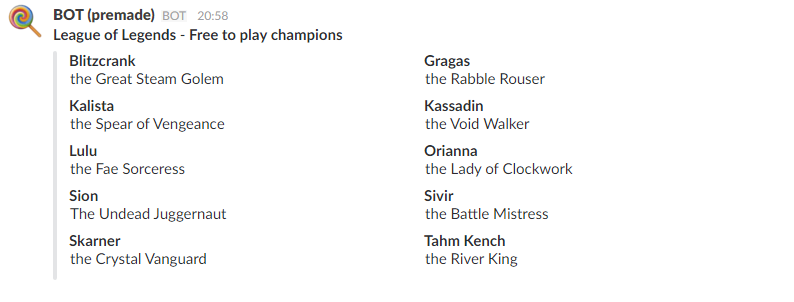 BOT (premade) BOT 20:58
League of Legends - Free to play champions
Blitzcrank
the Great Steam Golem
Gragas
the Rabble Rouser
Kalista
the Spear of Vengeance
Kassadin
the Void Walker
Lulu
the Fae Sorceress
Orianna
the Lady of Clockwork
Sion
The Undead Juggernaut
Sivir
the Battle Mistress
Skarner
the Crystal Vanguard
Tahm Kench
the River King